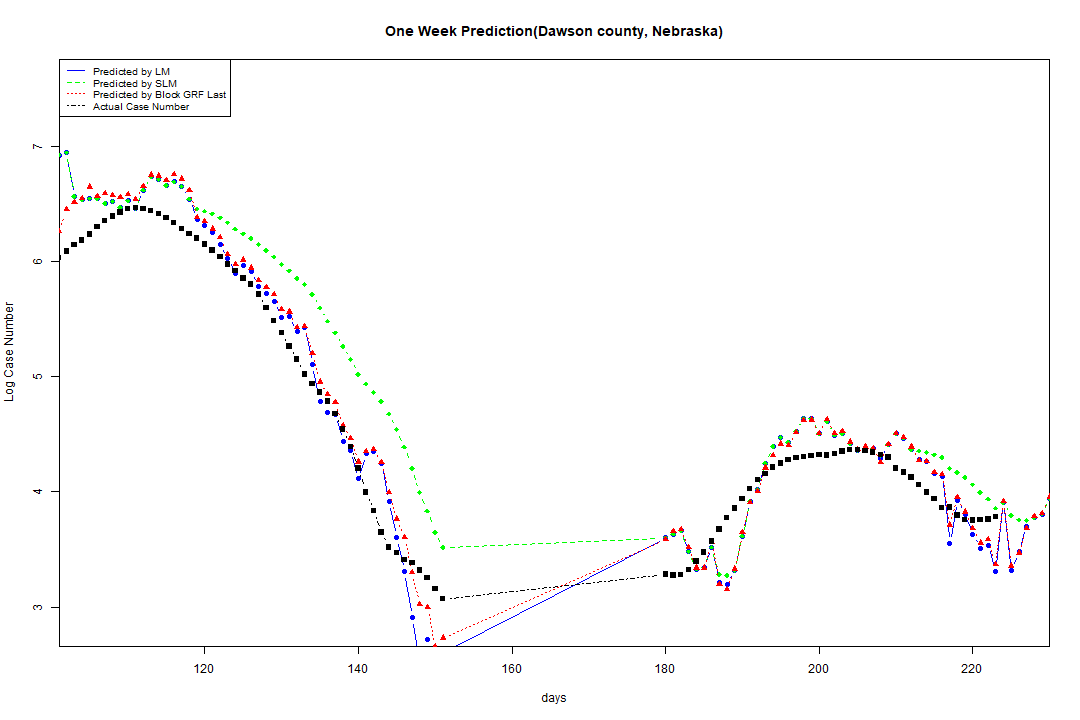 One Week Prediction(Dawson county, Nebraska)
Predicted by LM
Predicted by SLM
Predicted by Block GRF Last
Actual Case Number
7
6
5
4
3
Log Case Number
120 140 160 180 200 220
days